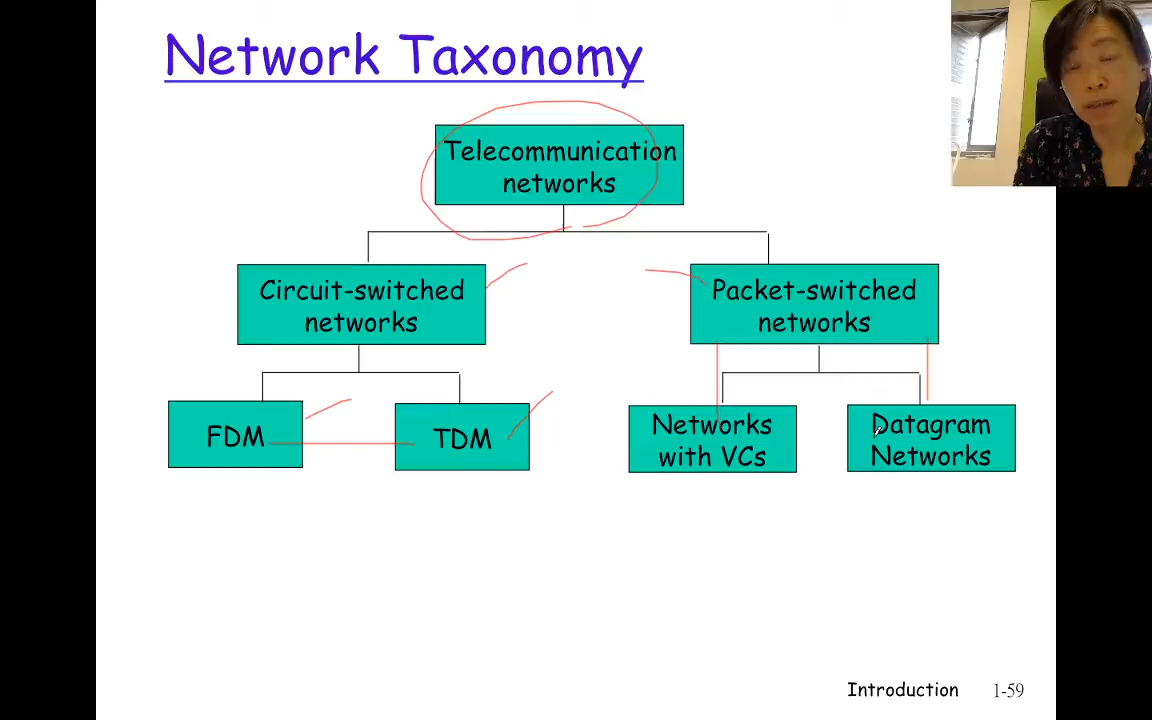 Network Taxonomy
Telecommunication
networks
Circuit-switched
networks
Packet-switched
networks
FDM
TDM
Networks
with VCs
Datagram
Networks
Introduction 1-59